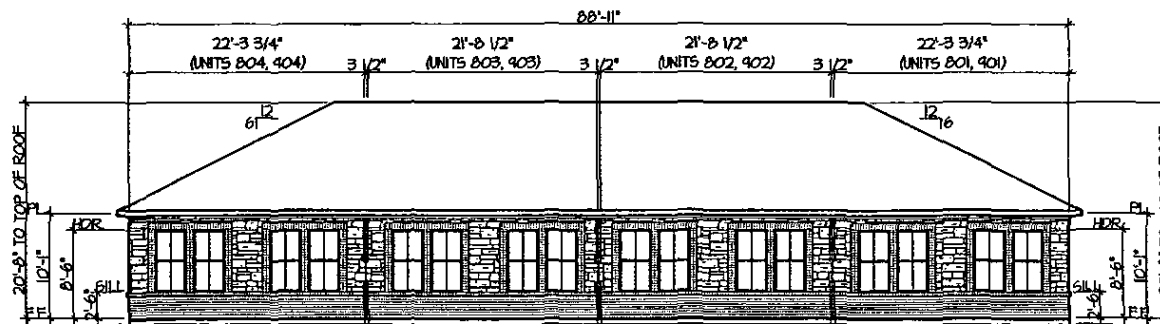 88'-11"
22'-3 3/4" 21'-8 1/2" 21'-8 1/2" 22'-3 3/4"
(UNITS 804, 904) 3 1/2" (UNITS 803, 903) 3 1/2" (UNITS 802, 902) 3 1/2" (UNITS 801, 901)
12 12
6 6
20'-8" TO TOP OF ROOF
PL PL
HDR. HDR.
10'-1" 10'-1"
8'-6" 8'-6"
SILL SILL
2'-6" 2'-6"
F.F. F.F.